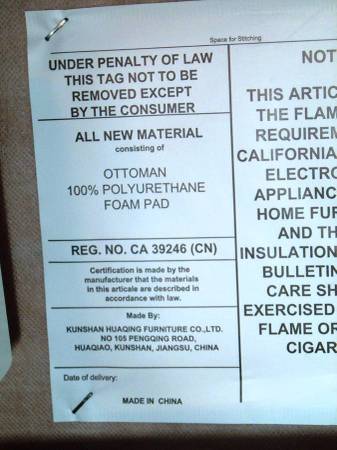 Space for Stitching
UNDER PENALTY OF LAW
THIS TAG NOT TO BE
REMOVED EXCEPT
BY THE CONSUMER
ALL NEW MATERIAL
consisting of
OTTOMAN
100% POLYURETHANE
FOAM PAD
REG. NO. CA 39246 (CN)
Certification is made by the
manufacturer that the materials
in this articale are described in
accordance with law.
Made By:
KUNSHAN HUAQING FURNITURE CO.,LTD.
NO 105 PENGQING ROAD,
HUAQIAO, KUNSHAN, JIANGSU, CHINA
Date of delivery:
MADE IN CHINA
NOT
THIS ARTIC
THE FLAM
REQUIREM
CALIFORNIA
ELECTRO
APPLIANC
HOME FUR
AND TH
INSULATION
BULLETIN
CARE SH
EXERCISED
FLAME OR
CIGAR